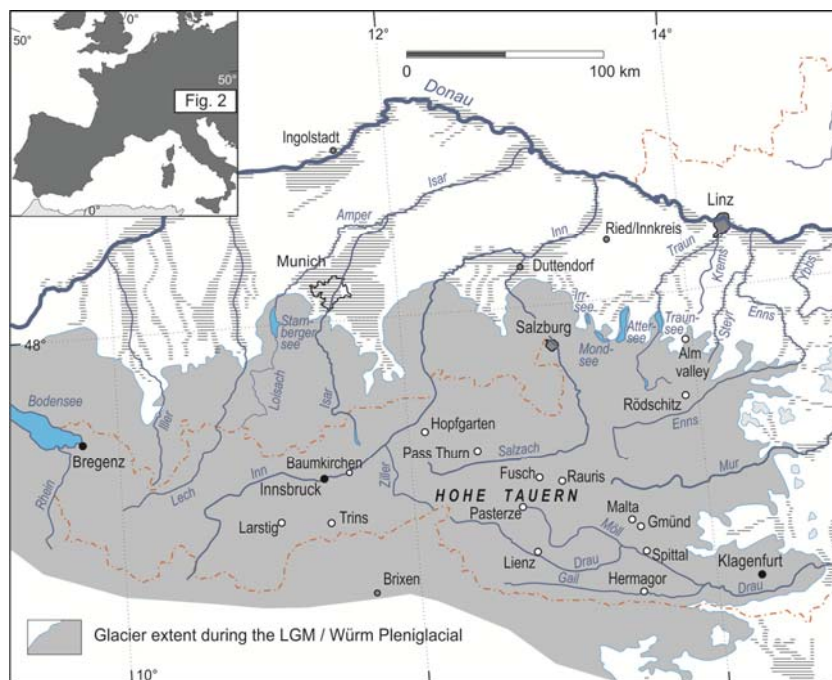 50°
0°
50°
Fig. 2
0°
12°
14°
0
100 km
Donau
Ingolstadt
Isar
Linz
Amper
Inn
Ried/Innkreis
Traun
Krems
Ybbs
Munich
Duttendorf
Enns
Steyr
Irr-
see
Atter-
see
Traun-
see
Starn-
berger-
see
Salzburg
Mond-
see
48°
Alm
valley
Loisach
Isar
Rödschitz
Bodensee
Iller
Hopfgarten
Enns
Bregenz
Pass Thurn
Salzach
Mur
Inn
Baumkirchen
Ziller
Fusch
Rauris
Lech
Innsbruck
HOHE TAUERN
Rhein
Pasterze
Malta
Gmünd
Larstig
Trins
Möll
Lienz
Drau
Spittal
Klagenfurt
Gail
Hermagor
Drau
Brixen
Glacier extent during the LGM / Würm Pleniglacial
10°